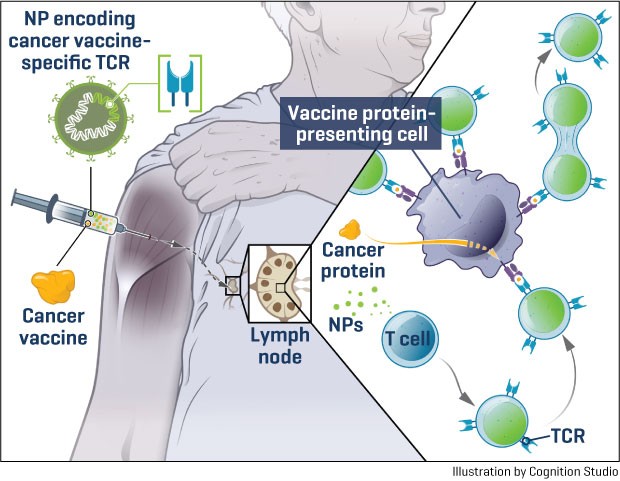 NP encoding
cancer vaccine-
specific TCR
Vaccine protein-
presenting cell
Cancer
vaccine
Lymph
node
Cancer
protein
NPs
T cell
TCR
Illustration by Cognition Studio